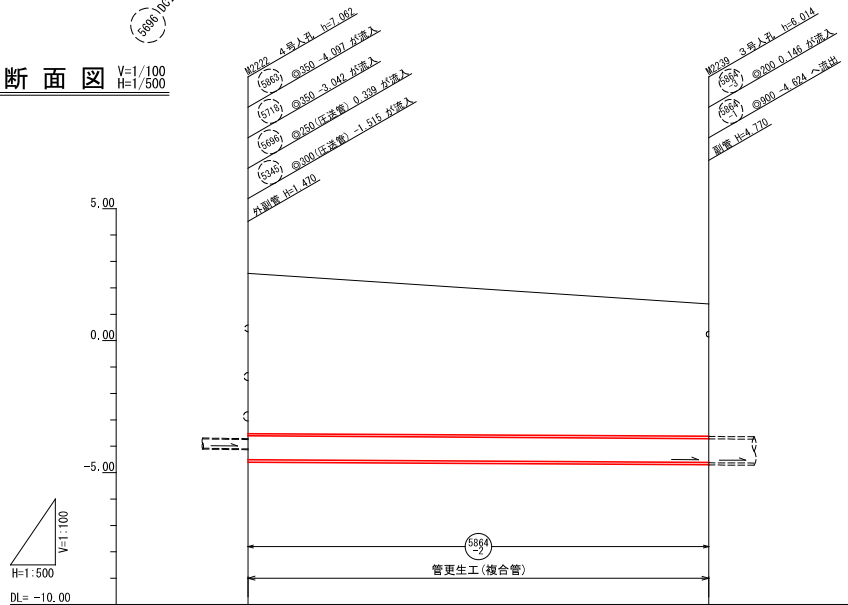 5696
断面図 V=1/100
H=1/500
M2222 4号人孔 h=7.062
5863 ◎350 -4.097 が流入
5718 ◎350 -3.042 が流入
5696 ◎250(圧送管) 0.339 が流入
5345 ◎300(圧送管) -1.515 が流入
外副管 H=1.470
M2239 3号人孔 h=6.014
5864-3 ◎200 0.146 が流入
5864-1 ◎900 -4.624 へ流出
副管 H=4.770
5.00
0.00
-5.00
V=1:100
H=1:500
DL= -10.00
5864
-2
管更生工(複合管)